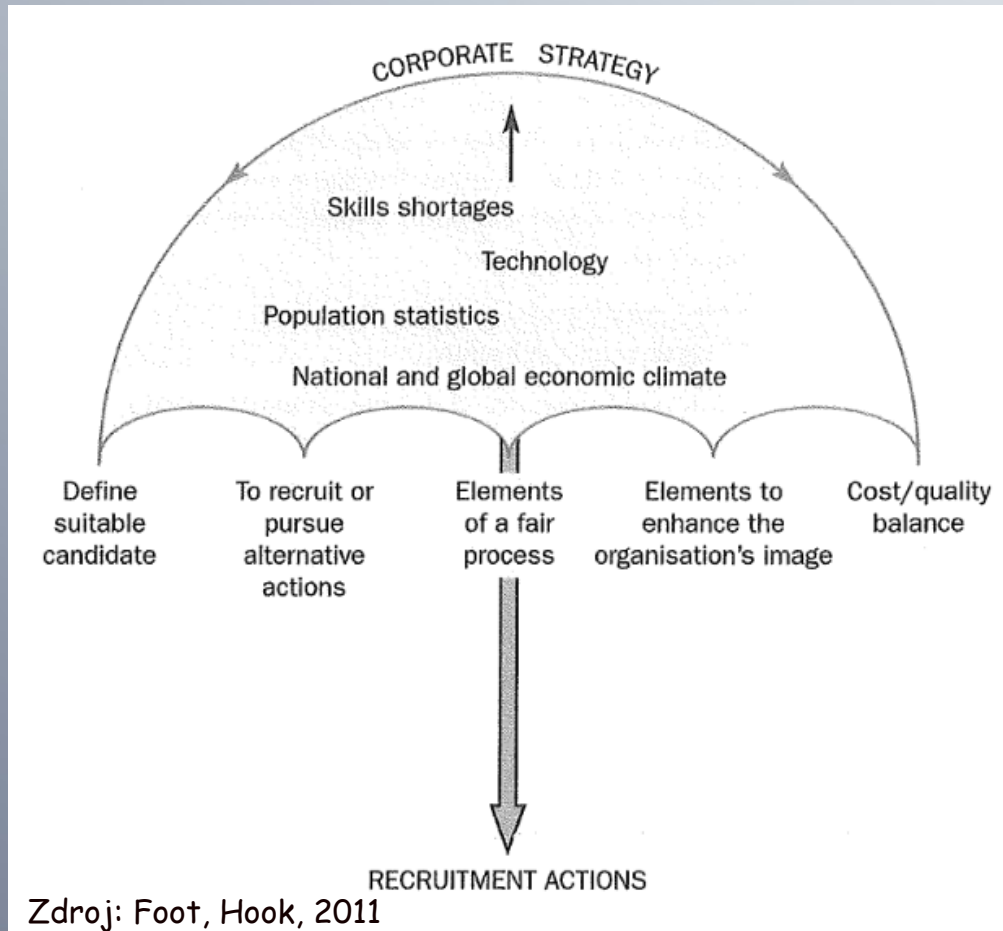 CORPORATE STRATEGY
Skills shortages
Technology
Population statistics
National and global economic climate
Define
suitable
candidate
To recruit or
pursue
alternative
actions
Elements
of a fair
process
Elements to
enhance the
organisation's image
Cost/quality
balance
RECRUITMENT ACTIONS
Zdroj: Foot, Hook, 2011